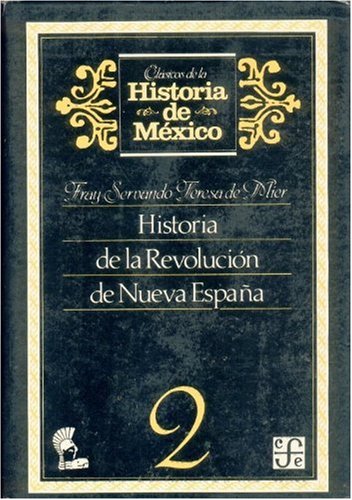 Clásicos de la
Historia
de
México
Fray Servando Teresa de Mier
Historia
de la Revolución
de Nueva España
2
cfe